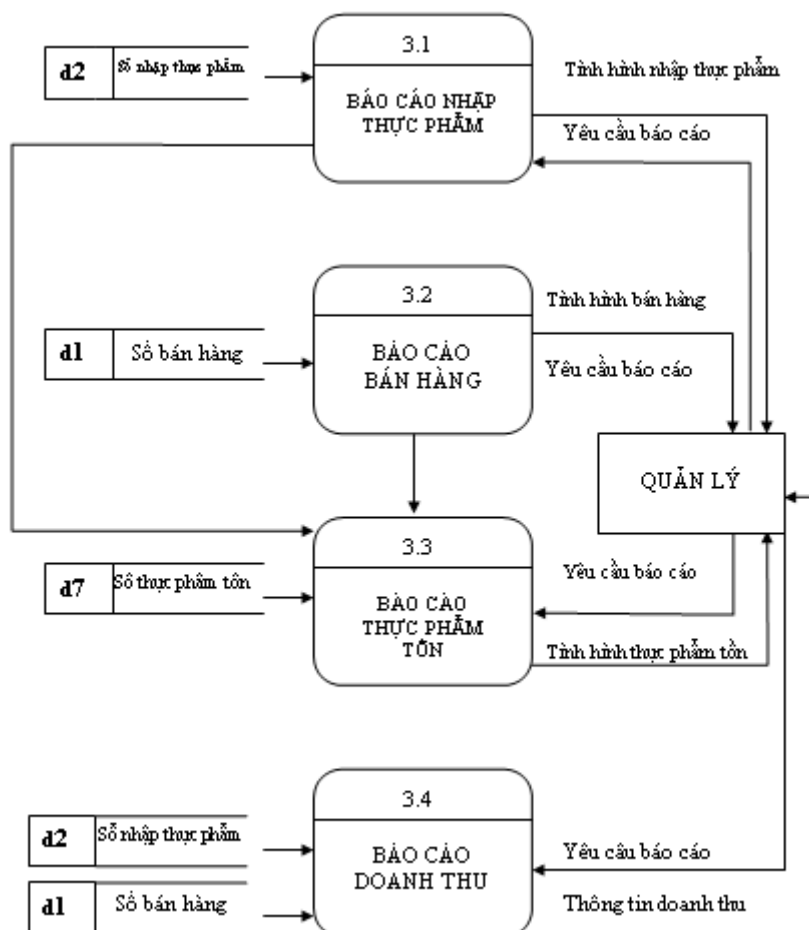 3.1
d2 Sổ nhập thực phẩm
Tình hình nhập thực phẩm
BÁO CÁO NHẬP
THỰC PHẨM
Yêu cầu báo cáo
3.2
Tình hình bán hàng
d1 Sổ bán hàng
BÁO CÁO
BÁN HÀNG
Yêu cầu báo cáo
QUẢN LÝ
3.3
d7 Sổ thực phẩm tồn
Yêu cầu báo cáo
BÁO CÁO
THỰC PHẨM
TỒN
Tình hình thực phẩm tồn
3.4
d2 Sổ nhập thực phẩm
BÁO CÁO
DOANH THU
Yêu câu báo cáo
d1 Sổ bán hàng
Thông tin doanh thu